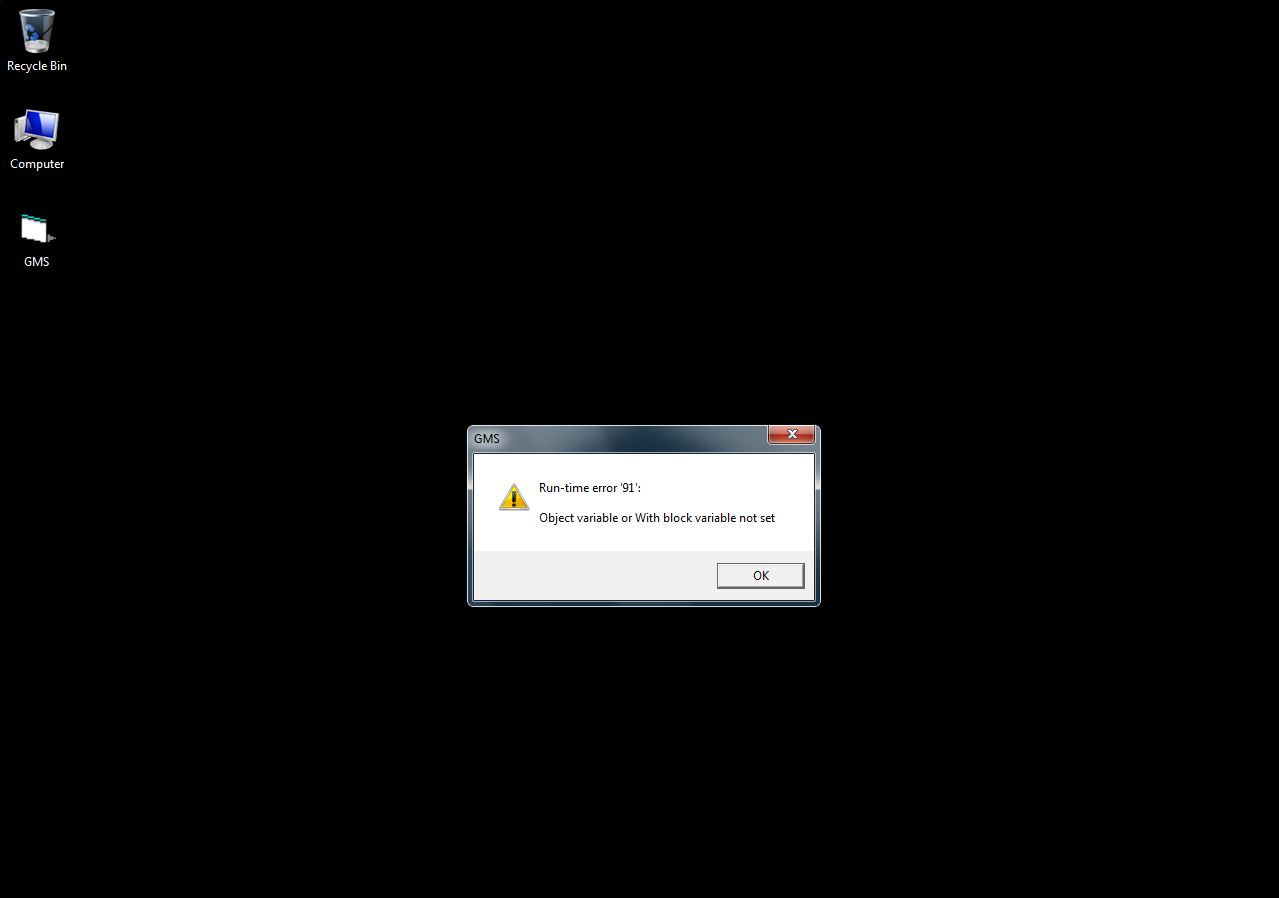 Recycle Bin
Computer
GMS
GMS
Run-time error '91':
Object variable or With block variable not set
OK